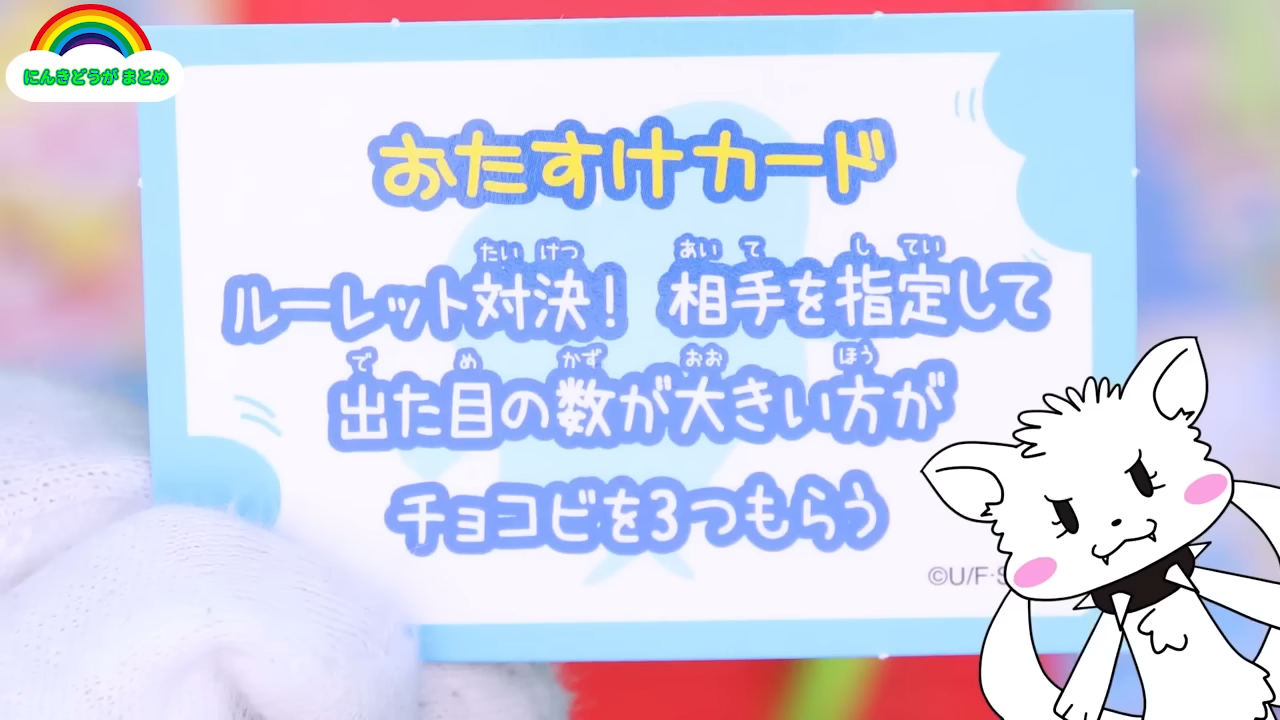 にんきどうが まとめ
おたすけカード
たい けつ あい て し てい
ルーレット対決! 相手を指定して
で め かず おお ほう
出た目の数が大きい方が
チョコビを3つもらう
©U/F·S